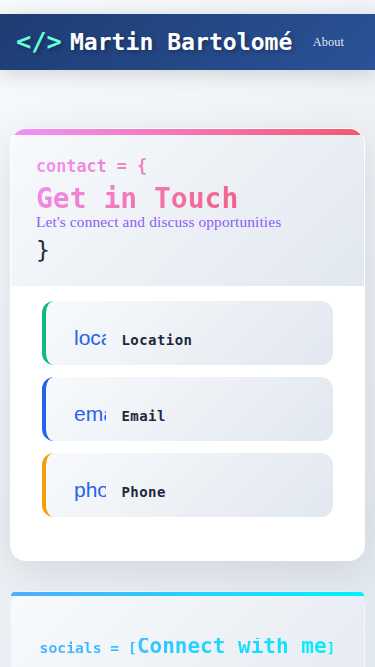 </> Martin Bartolomé About
contact = {
Get in Touch
Let's connect and discuss opportunities
}
loca Location
ema Email
pho Phone
socials = [Connect with me]